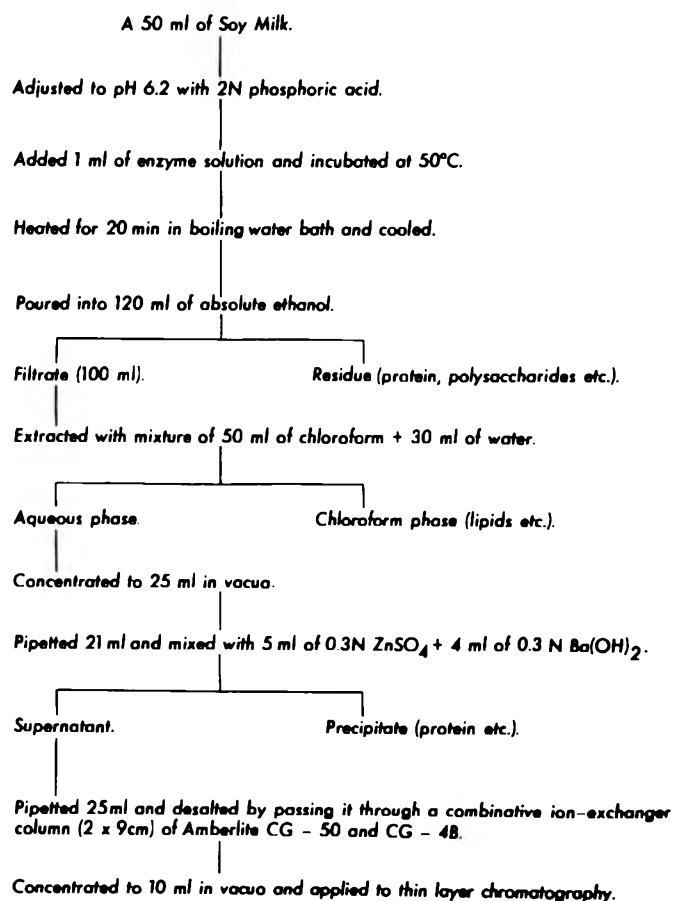 A 50 ml of Soy Milk.
Adjusted to pH 6.2 with 2N phosphoric acid.
Added 1 ml of enzyme solution and incubated at 50°C.
Heated for 20 min in boiling water bath and cooled.
Poured into 120 ml of absolute ethanol.
Filtrate (100 ml). Residue (protein, polysaccharides etc.).
Extracted with mixture of 50 ml of chloroform + 30 ml of water.
Aqueous phase. Chloroform phase (lipids etc.).
Concentrated to 25 ml in vacuo.
Pipetted 21 ml and mixed with 5 ml of 0.3N ZnSO4 + 4 ml of 0.3 N Ba(OH)2.
Supernatant. Precipitate (protein etc.).
Pipetted 25ml and desalted by passing it through a combinative ion-exchanger
column (2 x 9cm) of Amberlite CG - 50 and CG - 4B.
Concentrated to 10 ml in vacuo and applied to thin layer chromatography.